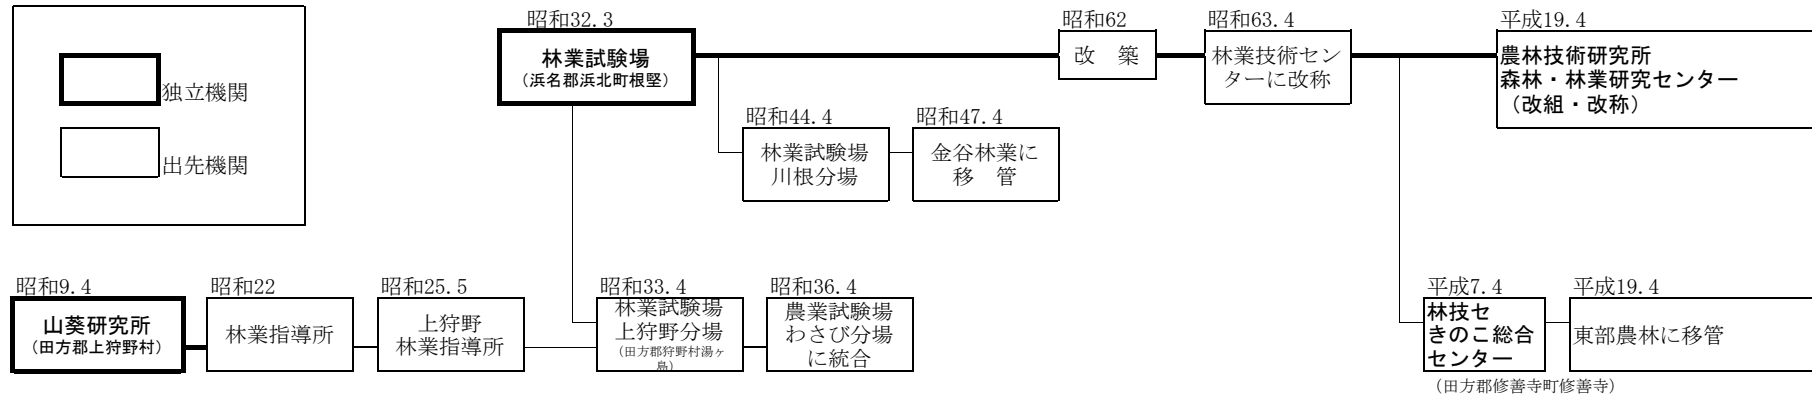 独立機関
出先機関
昭和32.3
林業試験場
（浜名郡浜北町根堅）
昭和62
改　築
昭和63.4
林業技術セン
ターに改称
平成19.4
農林技術研究所
森林・林業研究センター
（改組・改称）
昭和44.4
林業試験場
川根分場
昭和47.4
金谷林業に
移　管
昭和9.4
山葵研究所
（田方郡上狩野村）
昭和22
林業指導所
昭和25.5
上狩野
林業指導所
昭和33.4
林業試験場
上狩野分場
（田方郡狩野村湯ヶ
島）
昭和36.4
農業試験場
わさび分場
に統合
平成7.4
林技セ
きのこ総合
センター
（田方郡修善寺町修善寺）
平成19.4
東部農林に移管